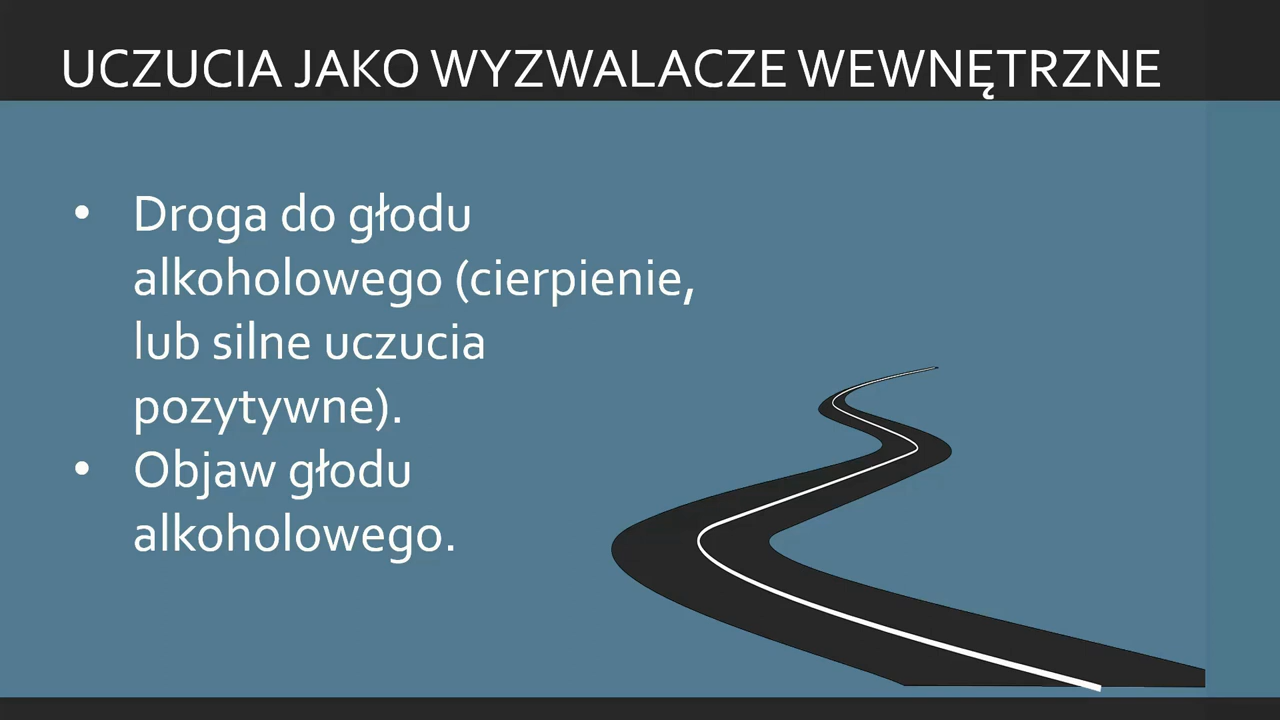 UCZUCIA JAKO WYZWALACZE WEWNĘTRZNE
• Droga do głodu
alkoholowego (cierpienie,
lub silne uczucia
pozytywne).
• Objaw głodu
alkoholowego.